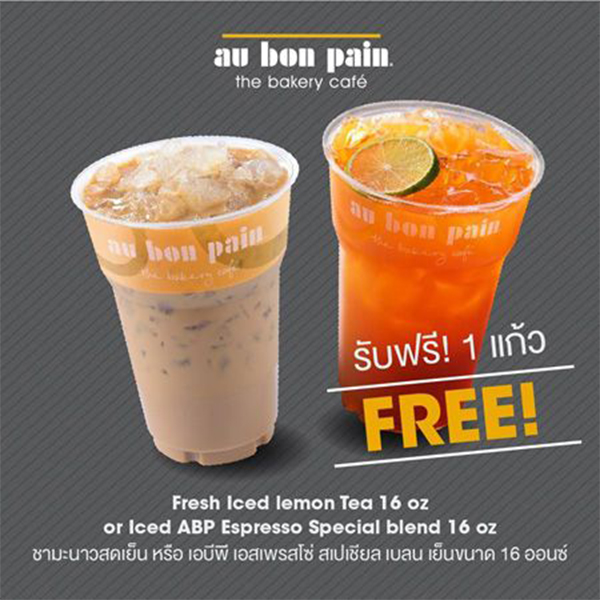 au bon pain.
the bakery café
au bon pain
the bakery café
au bon pain
the bakery café
รับฟรี! 1 แก้ว
FREE!
Fresh Iced lemon Tea 16 oz
or Iced ABP Espresso Special blend 16 oz
ชามะนาวสดเย็น หรือ เอบีพี เอสเพรสโซ่ สเปเชียล เบลน เย็นขนาด 16 ออนซ์